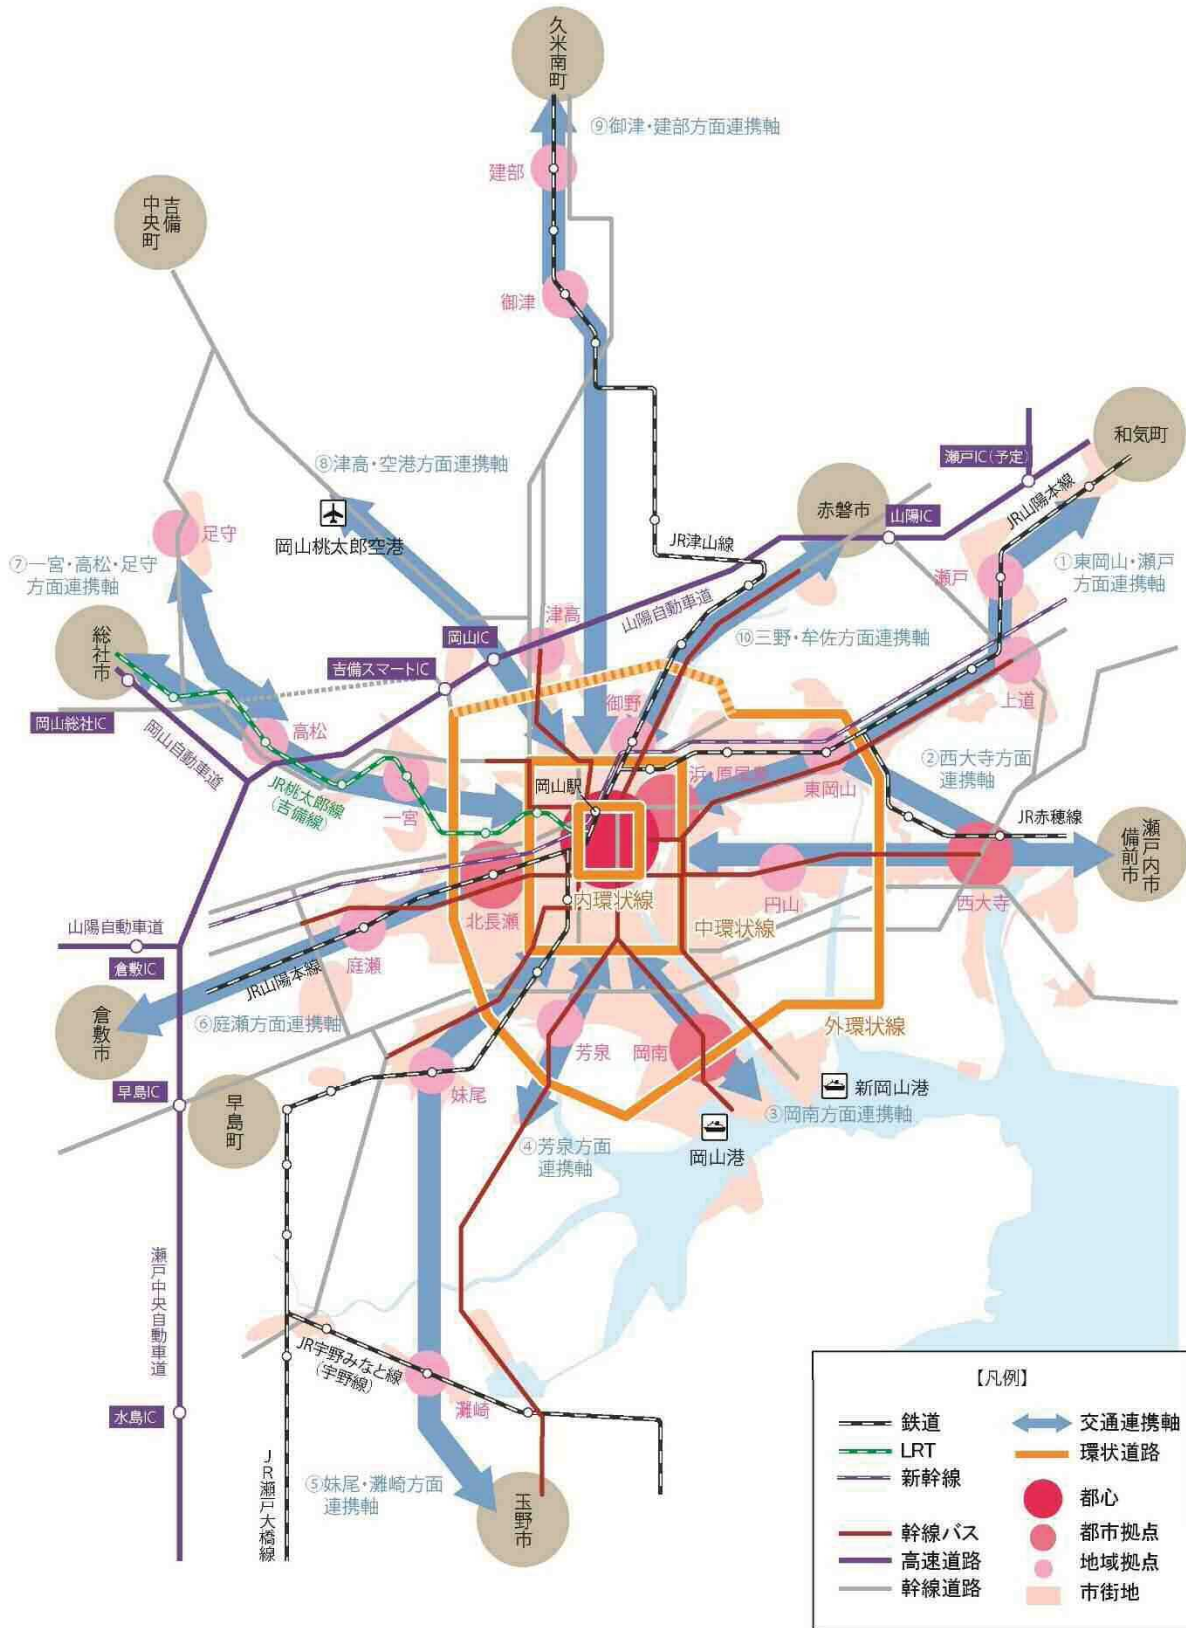 久米南町
⑨御津・建部方面連携軸
建部
吉備
中央町
御津
和気町
瀬戸IC(予定)
⑧津高・空港方面連携軸
赤磐市
山陽IC
JR山陽本線
足守
岡山桃太郎空港
JR津山線
瀬戸
①東岡山・瀬戸
方面連携軸
⑦一宮・高松・足守
方面連携軸
津高
山陽自動車道
総社市
岡山IC
⑩三野・牟佐方面連携軸
吉備スマートIC
上道
岡山総社IC
御野
高松
岡山自動車道
②西大寺方面
連携軸
浜・原尾島
東岡山
岡山駅
JR桃太郎線
(吉備線)
一宮
JR赤穂線
瀬戸内市
備前市
内環状線
円山
西大寺
北長瀬
中環状線
山陽自動車道
庭瀬
倉敷IC
JR山陽本線
倉敷市
⑥庭瀬方面連携軸
外環状線
芳泉
岡南
早島IC
妹尾
新岡山港
早島町
③岡南方面連携軸
④芳泉方面
連携軸
岡山港
瀬戸中央自動車道
JR宇野みなと線
(宇野線)
水島IC
灘崎
JR瀬戸大橋線
⑤妹尾・灘崎方面
連携軸
玉野市
【凡例】
鉄道
LRT
新幹線
幹線バス
高速道路
幹線道路
交通連携軸
環状道路
都心
都市拠点
地域拠点
市街地